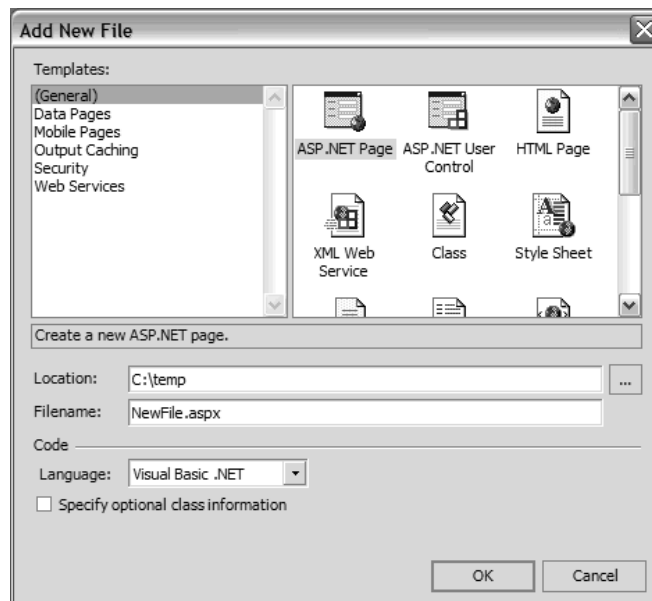 Add New File
Templates:
(General)
Data Pages
Mobile Pages
Output Caching
Security
Web Services
ASP.NET Page
ASP.NET User
Control
HTML Page
XML Web
Service
Class
Style Sheet
Create a new ASP.NET page.
Location:
C:\temp
...
Filename:
NewFile.aspx
Code
Language:
Visual Basic .NET
Specify optional class information
OK
Cancel